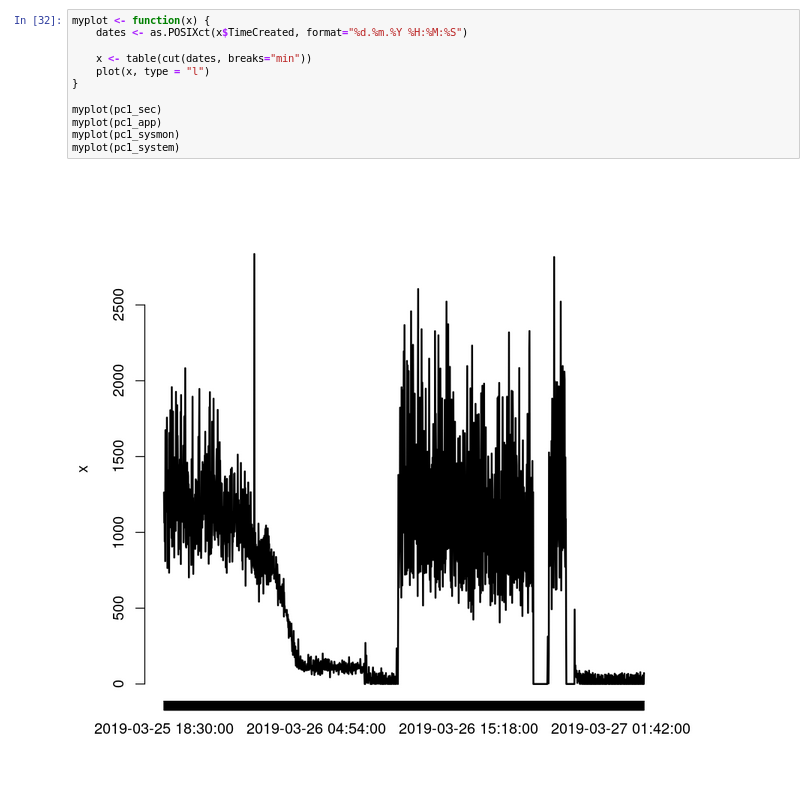 In [32]: myplot <- function(x) {
dates <- as.POSIXct(x$TimeCreated, format="%d.%m.%Y %H:%M:%S")
x <- table(cut(dates, breaks="min"))
plot(x, type = "l")
}
myplot(pc1_sec)
myplot(pc1_app)
myplot(pc1_sysmon)
myplot(pc1_system)
2500
2000
1500
x
1000
500
0
2019-03-25 18:30:00 2019-03-26 04:54:00 2019-03-26 15:18:00 2019-03-27 01:42:00